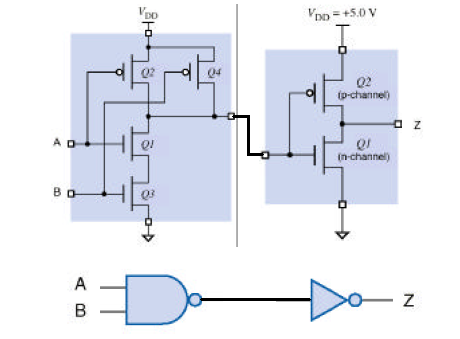 VDD
Q2
Q4
A
Q1
B
Q3
VDD = +5.0 V
Q2
(p-channel)
Z
Q1
(n-channel)
A
B
Z